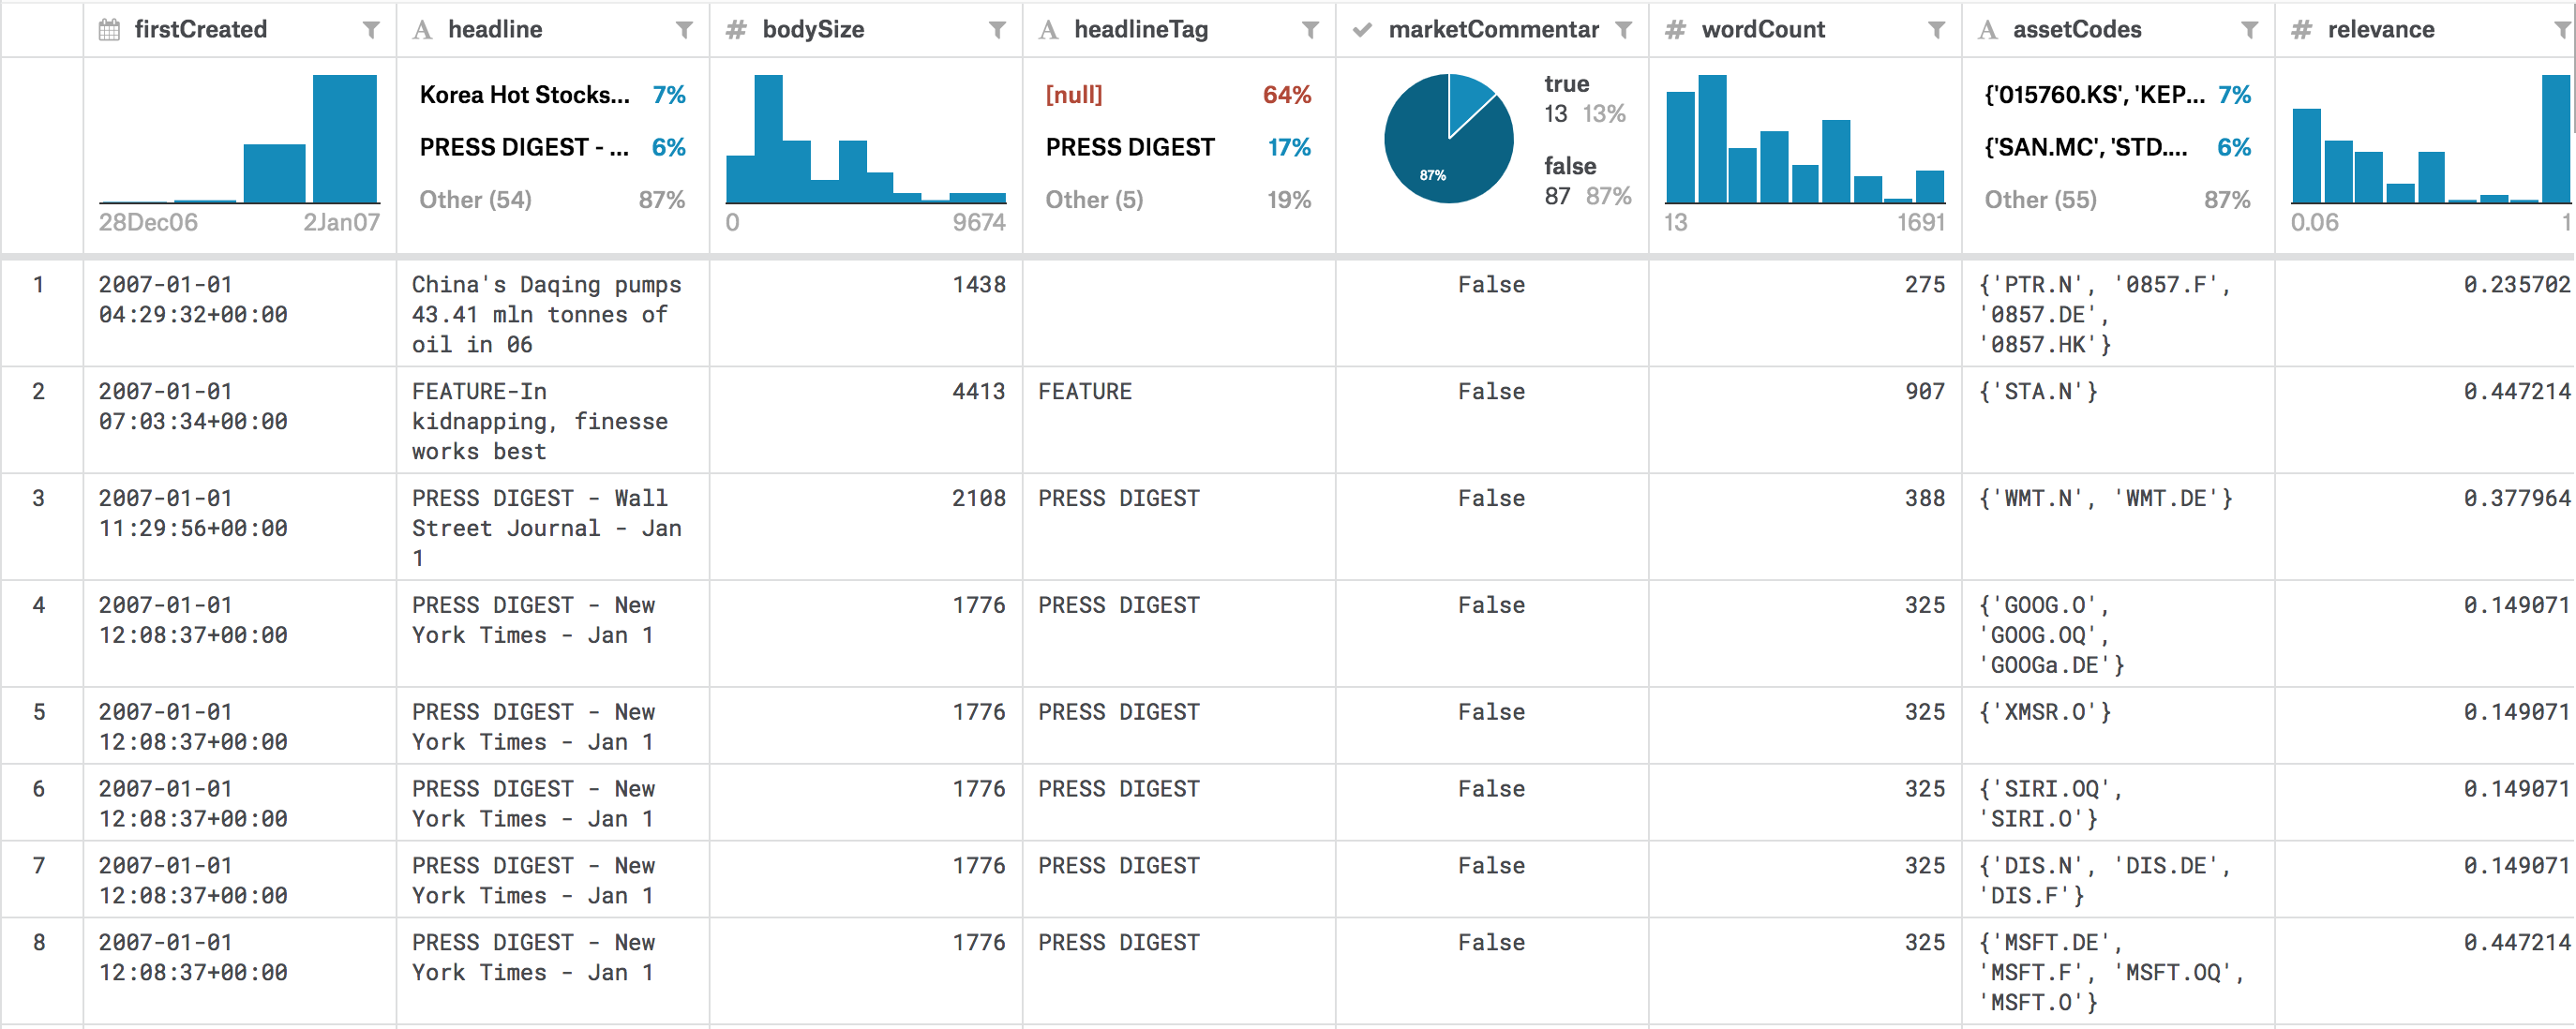 firstCreated headline bodySize headlineTag marketCommentar wordCount assetCodes relevance
Korea Hot Stocks... 7%
PRESS DIGEST - ... 6%
Other (54) 87%
28Dec06 2Jan07
0 9674
[null] 64%
PRESS DIGEST 17%
Other (5) 19%
87%
true
13 13%
false
87 87%
13 1691
{'015760.KS', 'KEP... 7%
{'SAN.MC', 'STD.... 6%
Other (55) 87%
0.06 1
1 2007-01-01 China's Daqing pumps 1438 False 275 {'PTR.N', '0857.F', 0.235702
04:29:32+00:00 43.41 mln tonnes of '0857.DE',
oil in 06 '0857.HK'}
2 2007-01-01 FEATURE-In 4413 FEATURE False 907 {'STA.N'} 0.447214
07:03:34+00:00 kidnapping, finesse
works best
3 2007-01-01 PRESS DIGEST - Wall 2108 PRESS DIGEST False 388 {'WMT.N', 'WMT.DE'} 0.377964
11:29:56+00:00 Street Journal - Jan
1
4 2007-01-01 PRESS DIGEST - New 1776 PRESS DIGEST False 325 {'GOOG.O', 0.149071
12:08:37+00:00 York Times - Jan 1 'GOOG.OQ',
'GOOGa.DE'}
5 2007-01-01 PRESS DIGEST - New 1776 PRESS DIGEST False 325 {'XMSR.O'} 0.149071
12:08:37+00:00 York Times - Jan 1
6 2007-01-01 PRESS DIGEST - New 1776 PRESS DIGEST False 325 {'SIRI.OQ', 0.149071
12:08:37+00:00 York Times - Jan 1 'SIRI.O'}
7 2007-01-01 PRESS DIGEST - New 1776 PRESS DIGEST False 325 {'DIS.N', 'DIS.DE', 0.149071
12:08:37+00:00 York Times - Jan 1 'DIS.F'}
8 2007-01-01 PRESS DIGEST - New 1776 PRESS DIGEST False 325 {'MSFT.DE', 0.447214
12:08:37+00:00 York Times - Jan 1 'MSFT.F', 'MSFT.OQ',
'MSFT.O'}